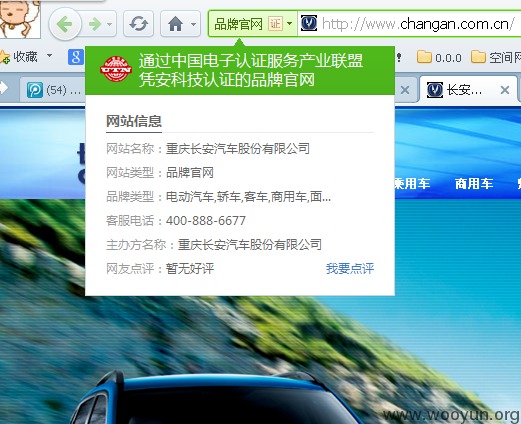 品牌官网 证 http://www.changan.com.cn/
收藏 0.0.0 空间网
(54) ... 长安...
UTN
通过中国电子认证服务产业联盟
凭安科技认证的品牌官网
网站信息
网站名称：重庆长安汽车股份有限公司
网站类型：品牌官网
品牌类型：电动汽车,轿车,客车,商用车,面...
客服电话：400-888-6677
主办方名称：重庆长安汽车股份有限公司
网友点评：暂无好评 我要点评
乘用车 商用车
www.wooyun.org